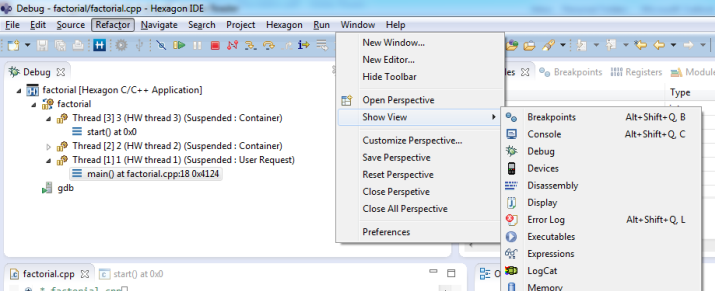 Debug - factorial/factorial.cpp - Hexagon IDE
File Edit Source Refactor Navigate Search Project Hexagon Run Window Help
Debug
Breakpoints Registers Module
factorial [Hexagon C/C++ Application]
factorial
Thread [3] 3 (HW thread 3) (Suspended : Container)
start() at 0x0
Thread [2] 2 (HW thread 2) (Suspended : Container)
Thread [1] 1 (HW thread 1) (Suspended : User Request)
main() at factorial.cpp:18 0x4124
gdb
Type
New Window...
New Editor...
Hide Toolbar
Open Perspective
Show View
Customize Perspective...
Save Perspective
Reset Perspective
Close Perspetive
Close All Perspective
Preferences
Breakpoints Alt+Shift+Q, B
Console Alt+Shift+Q, C
Debug
Devices
Disassembly
Display
Error Log Alt+Shift+Q, L
Executables
Expressions
LogCat
Memory
factorial.cpp start() at 0x0
* factorial.cpp